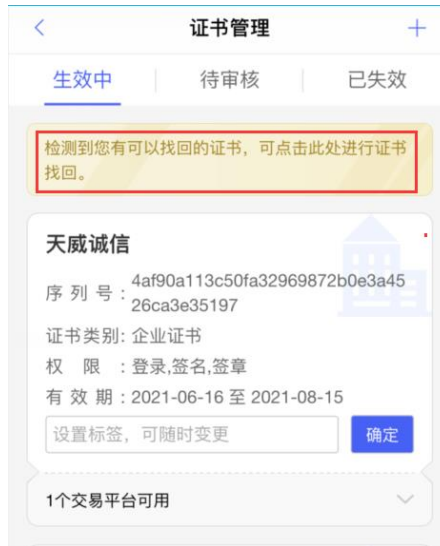 证书管理
生效中 待审核 已失效
检测到您有可以找回的证书，可点击此处进行证书
找回。
天威诚信
序 列 号：4af90a113c50fa32969872b0e3a45
26ca3e35197
证书类别: 企业证书
权 限 ：登录,签名,签章
有 效 期：2021-06-16 至 2021-08-15
设置标签，可随时变更 确定
1个交易平台可用